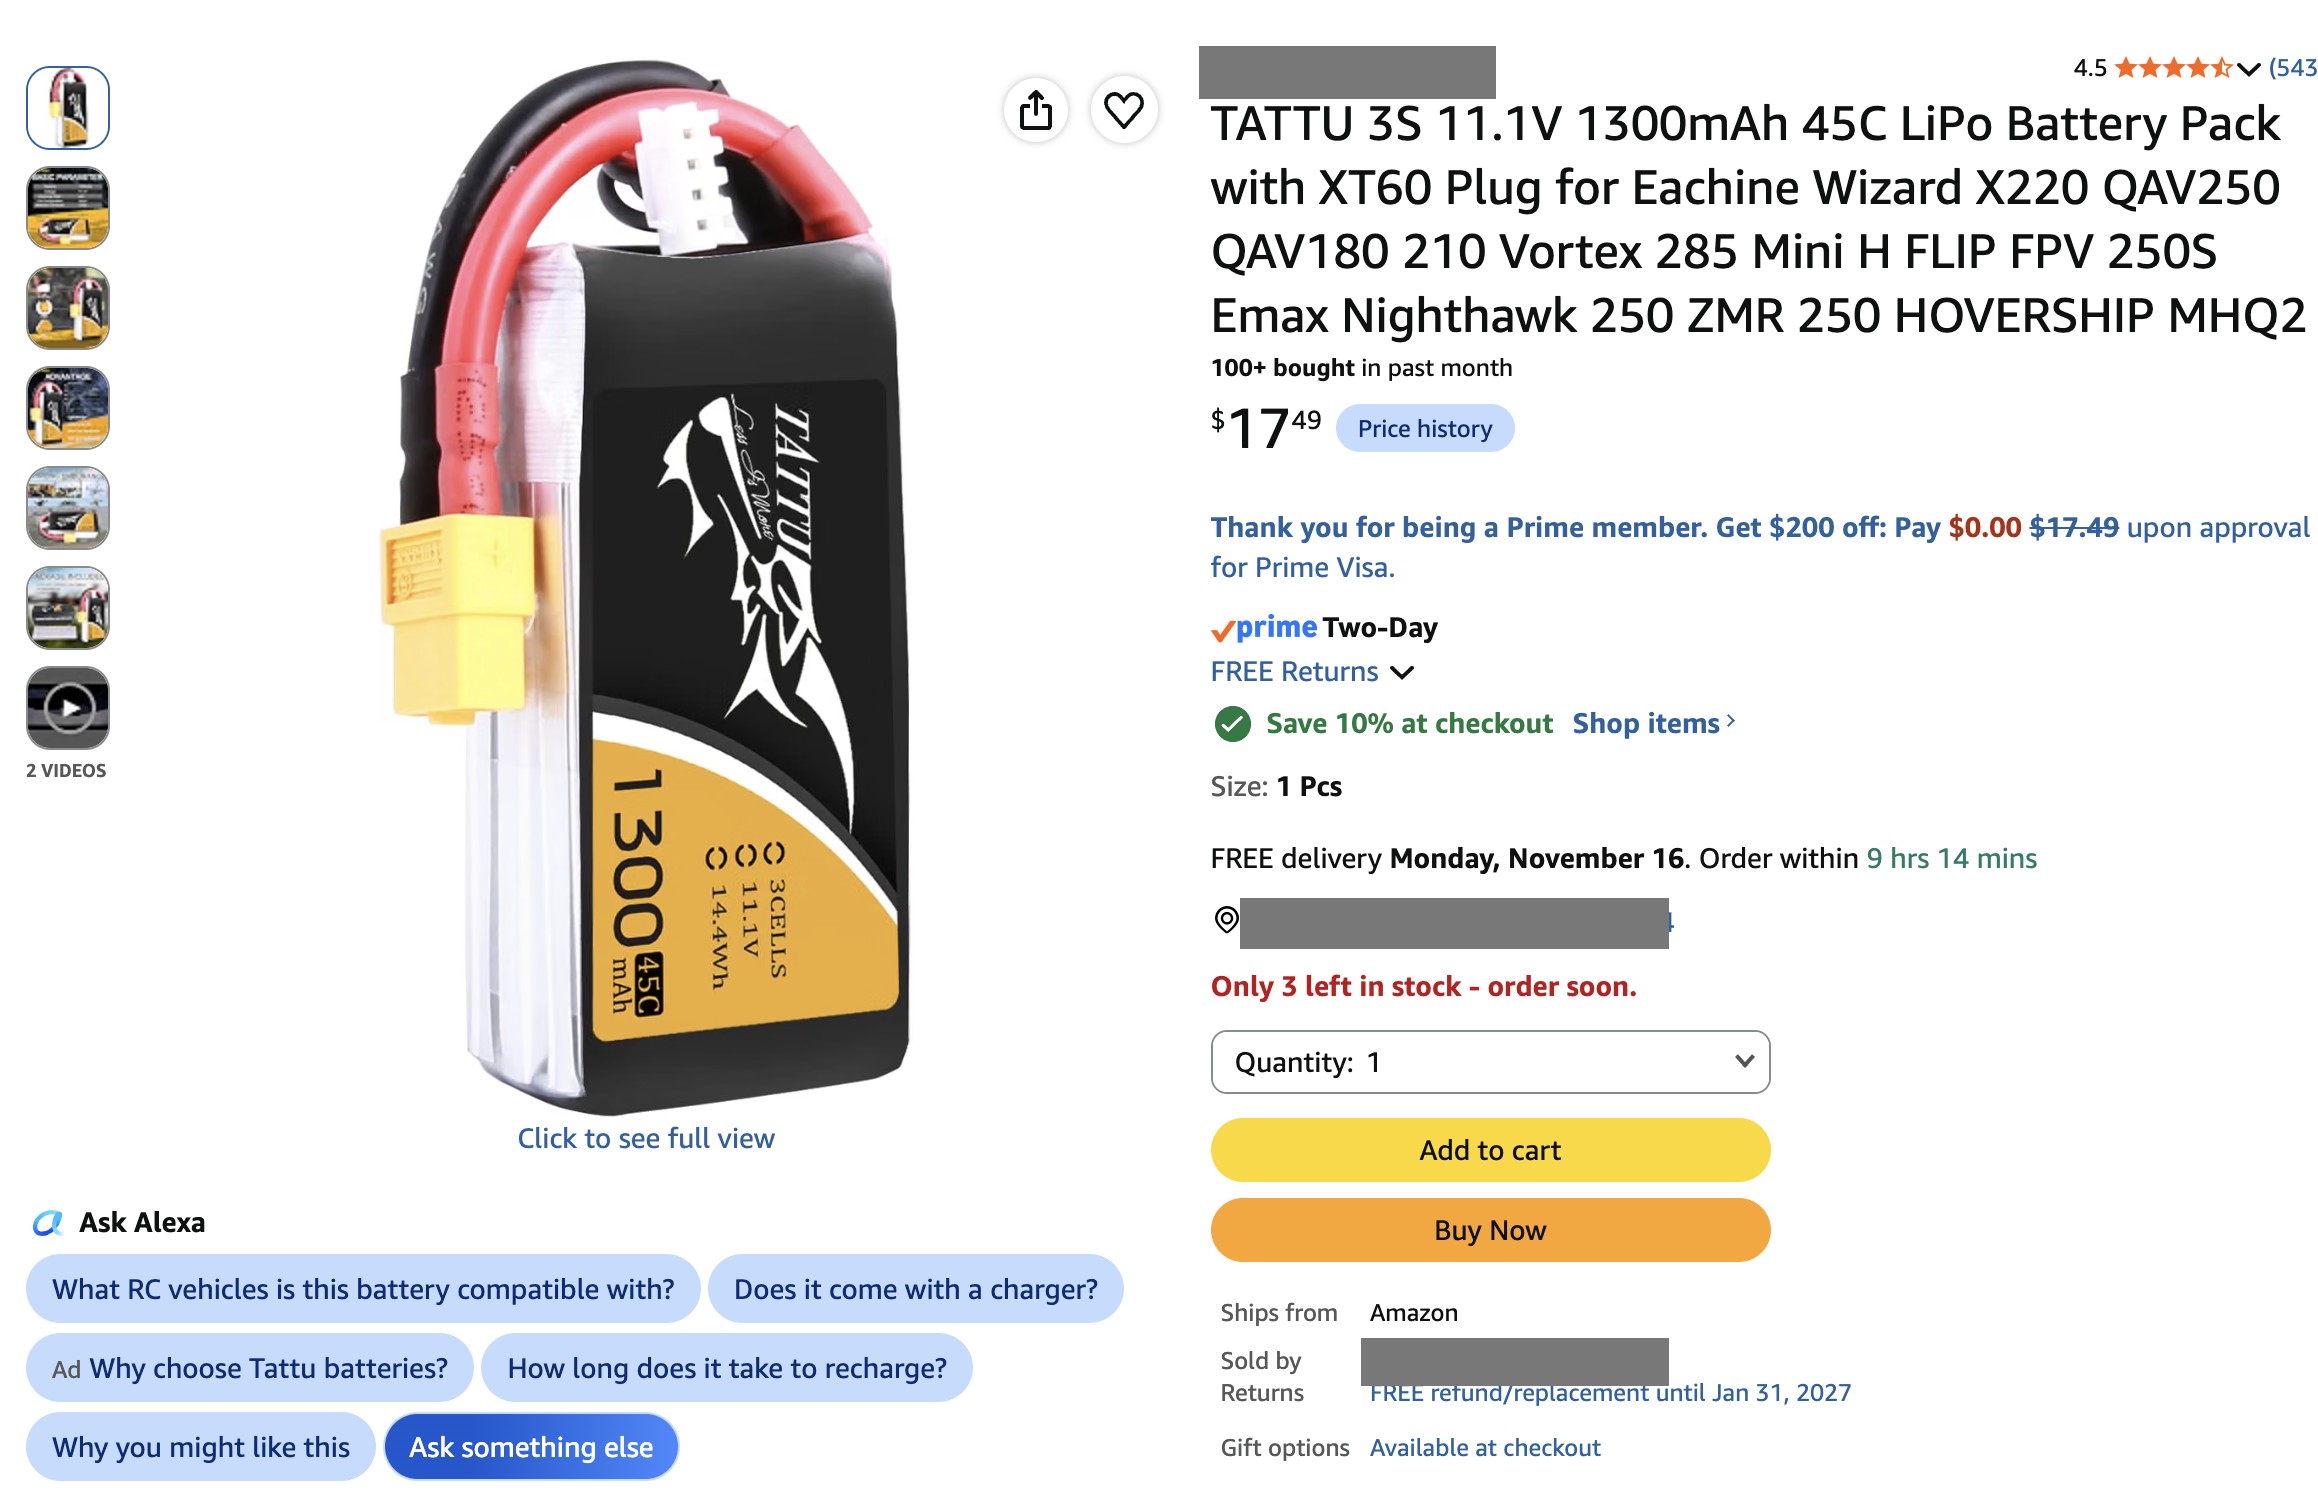 4.5
(543
TATTU 3S 11.1V 1300mAh 45C LiPo Battery Pack
with XT60 Plug for Eachine Wizard X220 QAV250
QAV180 210 Vortex 285 Mini H FLIP FPV 250S
Emax Nighthawk 250 ZMR 250 HOVERSHIP MHQ2
100+ bought in past month
$17 49 Price history
Thank you for being a Prime member. Get $200 off: Pay $0.00 $17.49 upon approval
for Prime Visa.
prime Two-Day
FREE Returns
Save 10% at checkout Shop items ›
Size: 1 Pcs
FREE delivery Monday, November 16. Order within 9 hrs 14 mins
Only 3 left in stock - order soon.
Quantity: 1
Add to cart
Buy Now
Ships from Amazon
Sold by
Returns FREE refund/replacement until Jan 31, 2027
Gift options Available at checkout
TATTU
Less Is More
1300 mAh 45C
3CELLS
11.1V
14.4Wh
2 VIDEOS
Click to see full view
Ask Alexa
What RC vehicles is this battery compatible with?
Does it come with a charger?
Ad Why choose Tattu batteries?
How long does it take to recharge?
Why you might like this
Ask something else